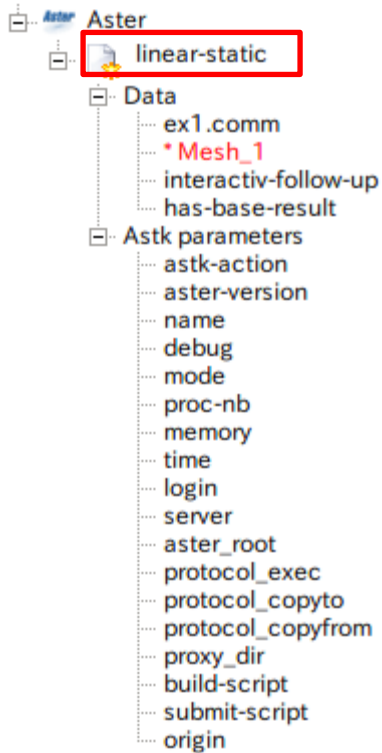 Aster Aster
linear-static
Data
ex1.comm
* Mesh_1
interactiv-follow-up
has-base-result
Astk parameters
astk-action
aster-version
name
debug
mode
proc-nb
memory
time
login
server
aster_root
protocol_exec
protocol_copyto
protocol_copyfrom
proxy_dir
build-script
submit-script
origin